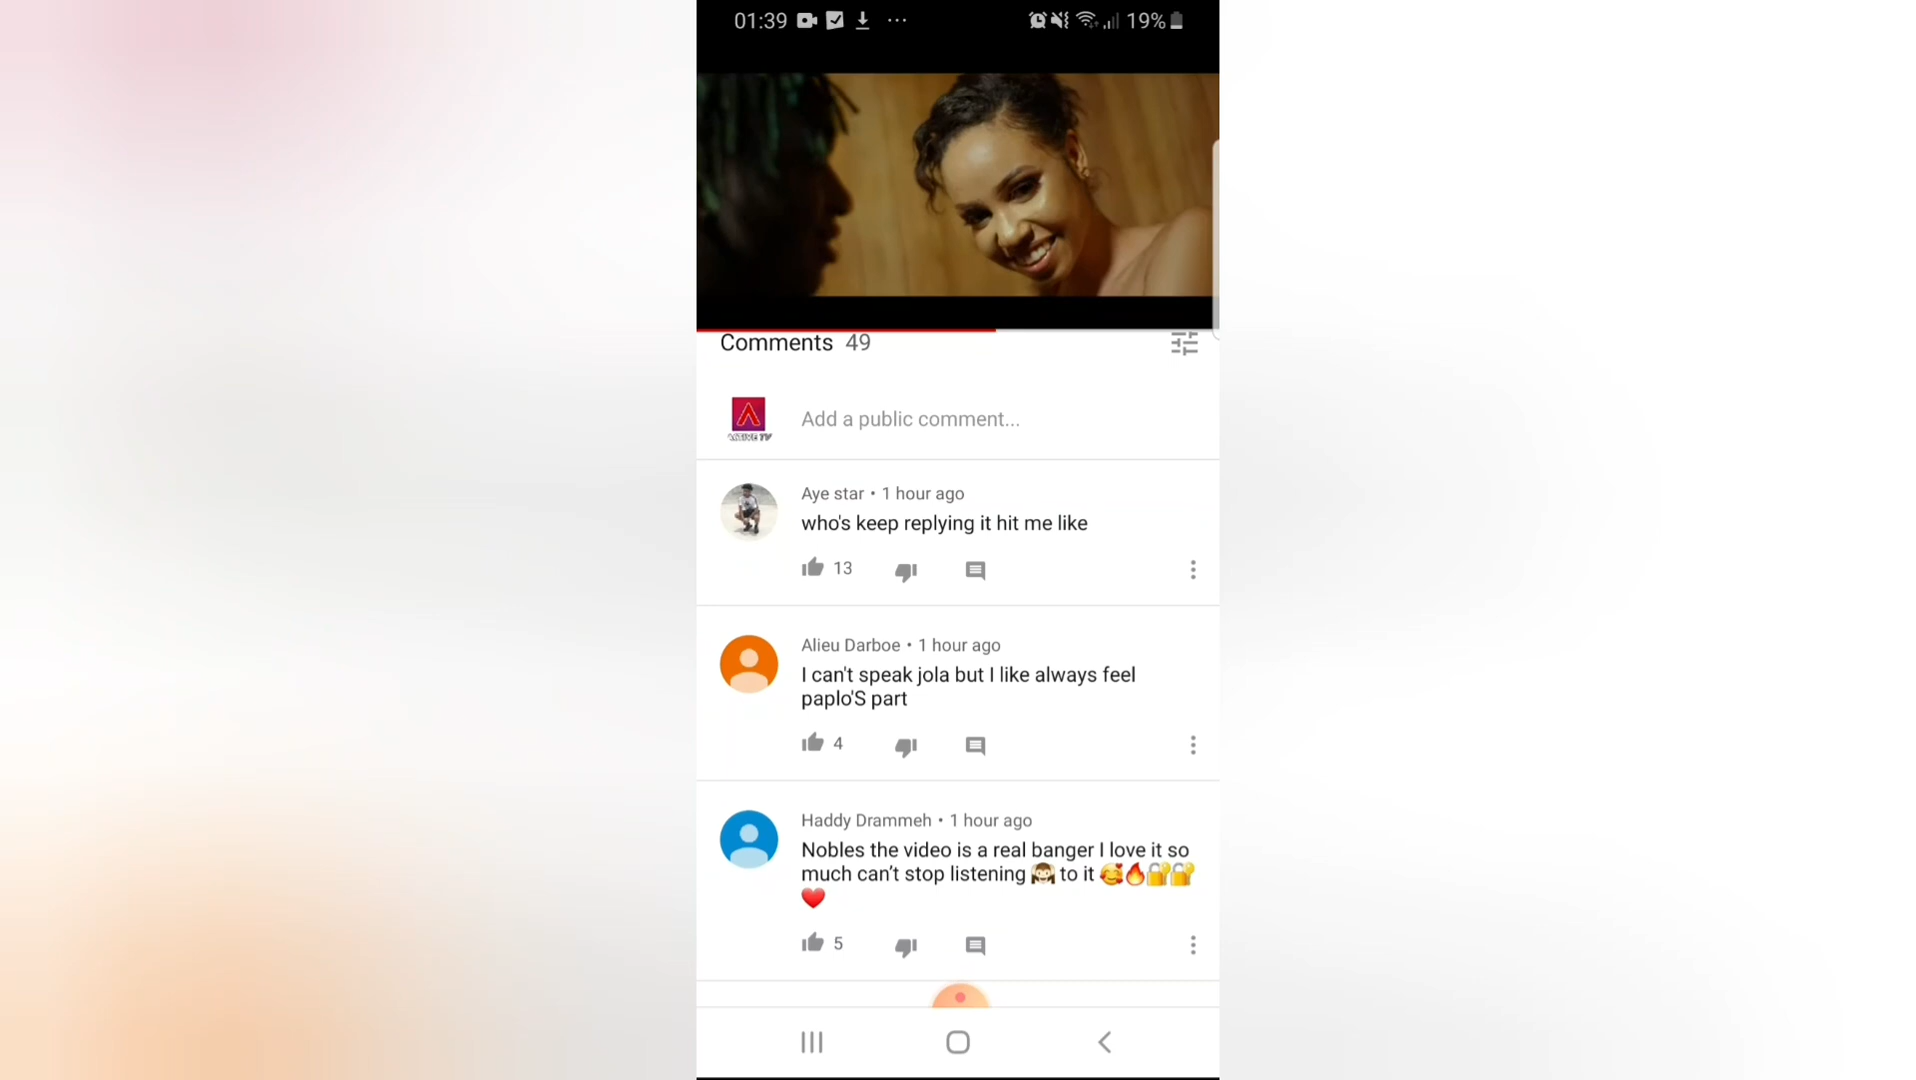 01:39 19%
Comments 49
ACTIVE TV
Add a public comment...
Aye star • 1 hour ago
who's keep replying it hit me like
13
Alieu Darboe • 1 hour ago
I can't speak jola but I like always feel
paplo'S part
4
Haddy Drammeh • 1 hour ago
Nobles the video is a real banger I love it so
much can't stop listening 🙉 to it 🥰🔥🔐🔐
❤️
5